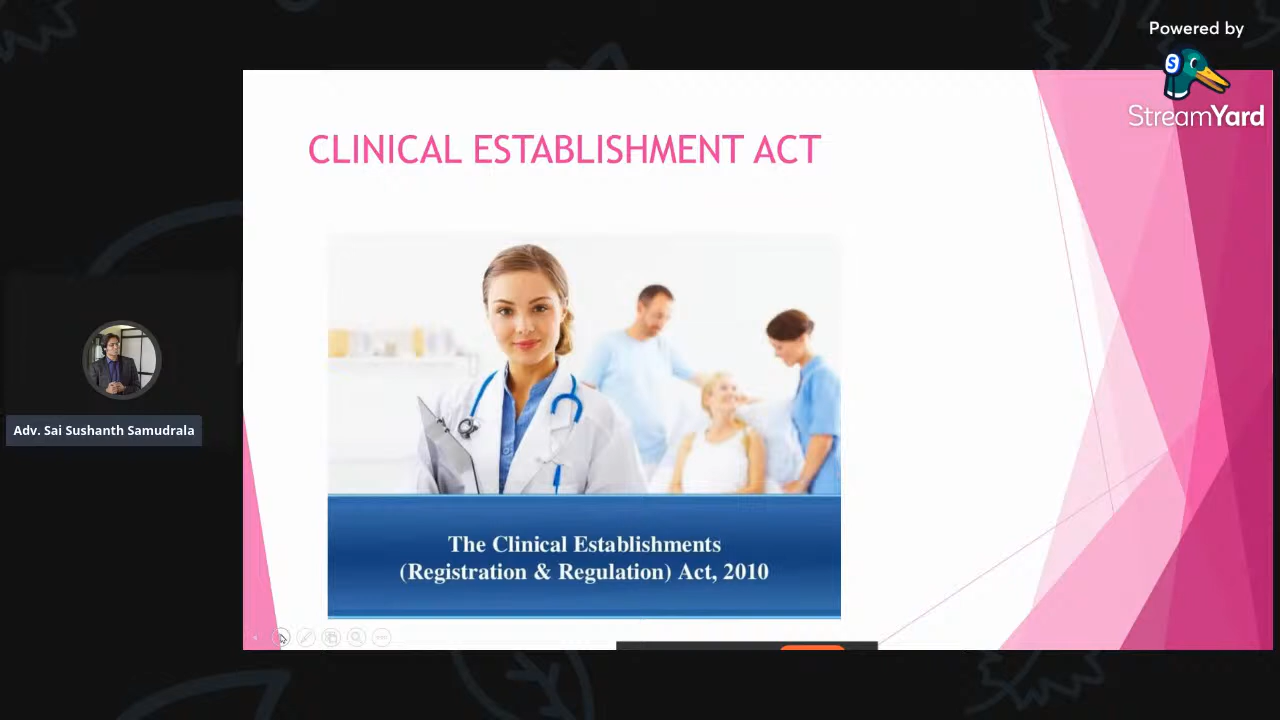 Powered by
StreamYard
CLINICAL ESTABLISHMENT ACT
Adv. Sai Sushanth Samudrala
The Clinical Establishments
(Registration & Regulation) Act, 2010